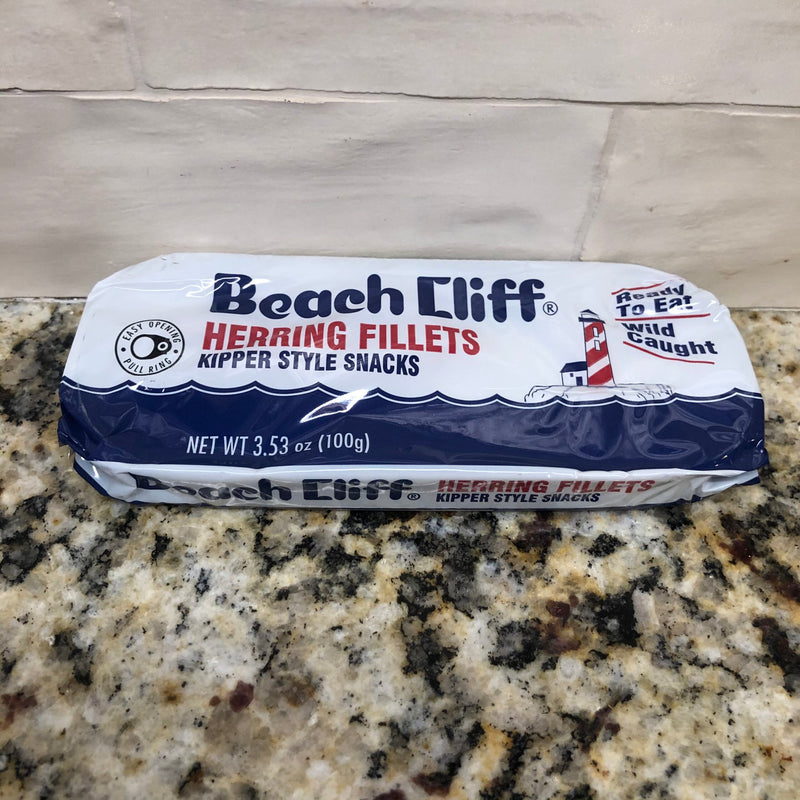 Beach Cliff®
HERRING FILLETS
KIPPER STYLE SNACKS
EASY OPENING
PULL RING
Ready
To Eat
Wild
Caught
NET WT 3.53 oz (100g)
Beach Cliff®
HERRING FILLETS
KIPPER STYLE SNACKS